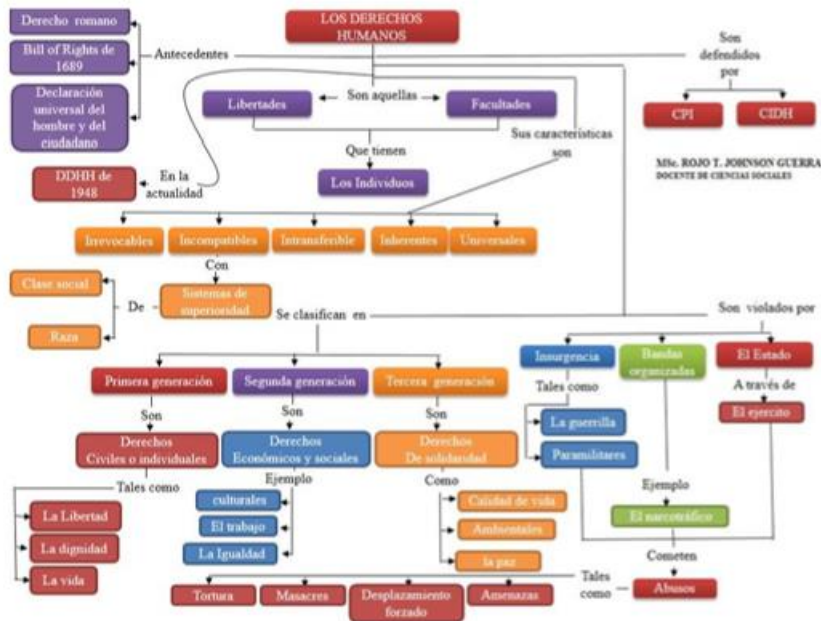 LOS DERECHOS
HUMANOS
Derecho romano
Bill of Rights de
1689
Declaración
universal del
hombre y del
ciudadano
Antecedentes
Son
defendidos
por
CPI
CIDH
Libertades
Son aquellas
Facultades
Que tienen
Los Individuos
Sus características
son
DDHH de
1948
En la
actualidad
MSc. ROJO T. JOHNSON GUERRA
DOCENTE DE CIENCIAS SOCIALES
Irrevocables
Incompatibles
Intransferible
Inherentes
Universales
Con
Sistemas de
superioridad
De
Clase social
Raza
Se clasifican en
Primera generación
Segunda generación
Tercera generación
Son
Son
Son
Derechos
Civiles o individuales
Derechos
Económicos y sociales
Derechos
De solidaridad
Tales como
La Libertad
La dignidad
La vida
Ejemplo
culturales
El trabajo
La Igualdad
Como
Calidad de vida
Ambientales
la paz
Son violados por
Insurgencia
Bandas
organizadas
El Estado
Tales como
La guerrilla
Paramilitares
A través de
El ejercito
Ejemplo
El narcotráfico
Cometen
Abusos
Tales
como
Tortura
Masacres
Desplazamiento
forzado
Amenazas